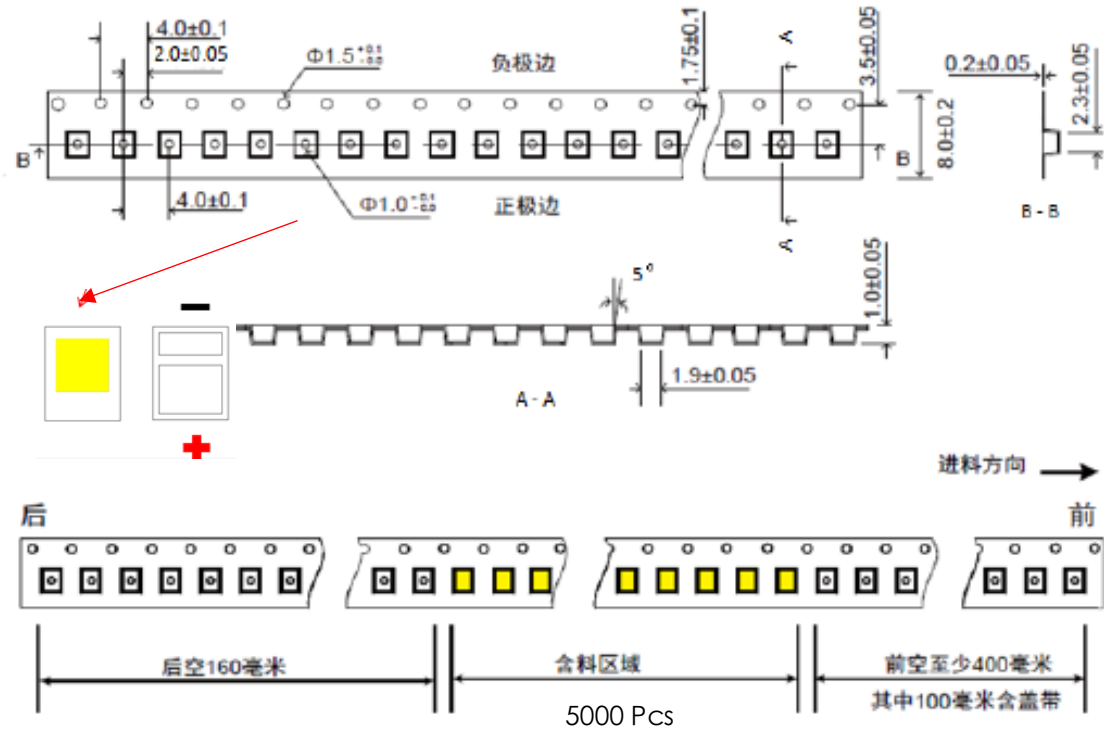 4.0±0.1
2.0±0.05
Φ1.5
负极边
1.75±0.1
A
3.5±0.05
0.2±0.05
2.3±0.05
8.0±0.2
B
B
4.0±0.1
Φ1.0
正极边
A
B - B
5°
1.0±0.05
−
+
A - A
1.9±0.05
进料方向
后
前
后空160毫米
含料区域
前空至少400毫米
其中100毫米含盖带
5000 Pcs